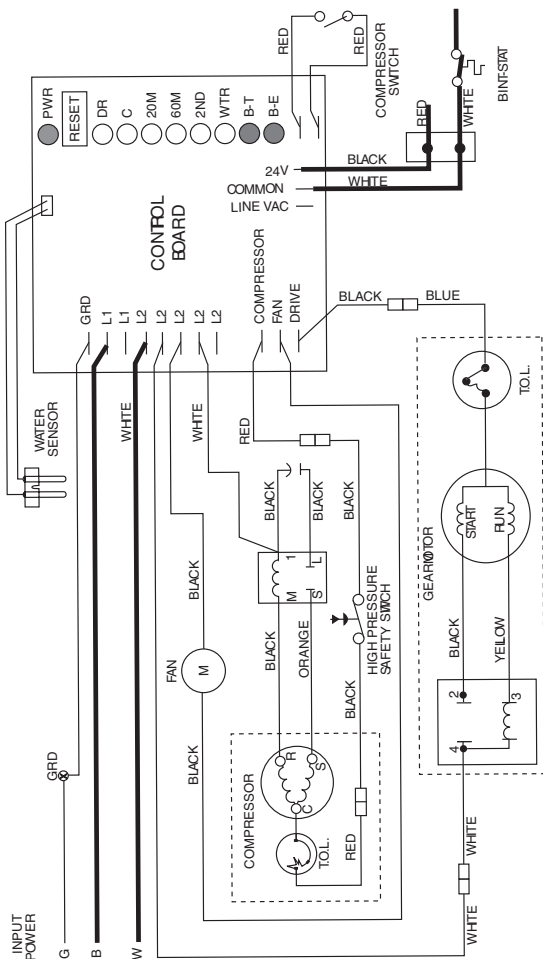 INPUT
POWER
G
B
W
GRD
WATER
SENSOR
GRD
L1
L1
L2
L2
L2
L2
L2
WHITE
WHITE
CONTROL
BOARD
PWR
RESET
DR
C
20M
60M
2ND
WTR
B-T
B-E
RED
RED
COMPRESSOR
SWITCH
24V
COMMON
LINE VAC
BLACK
WHITE
RED
WHITE
BINT-STAT
COMPRESSOR
FAN
DRIVE
BLACK
BLUE
RED
FAN
M
BLACK
BLACK
BLACK
BLACK
M
1
S
L
BLACK
ORANGE
BLACK
HIGH PRESSURE
SAFETY SWITCH
BLACK
COMPRESSOR
R
S
C
T.O.L.
RED
GEARMOTOR
T.O.L.
START
RUN
BLACK
YELLOW
2
4
3
WHITE
WHITE